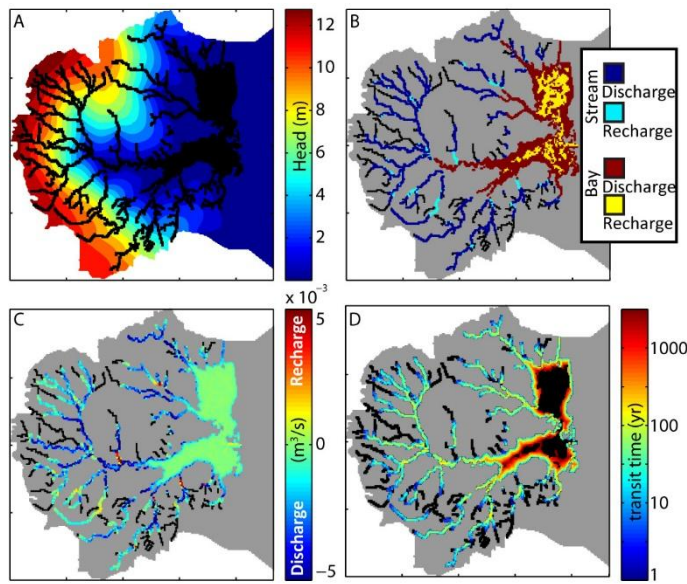 A
12
10
8
6
4
2
Head (m)
B
Stream
Discharge
Recharge
Bay
Discharge
Recharge
C
x 10⁻³
5
0
−5
Recharge
(m³/s)
Discharge
D
1000
100
10
1
transit time (yr)